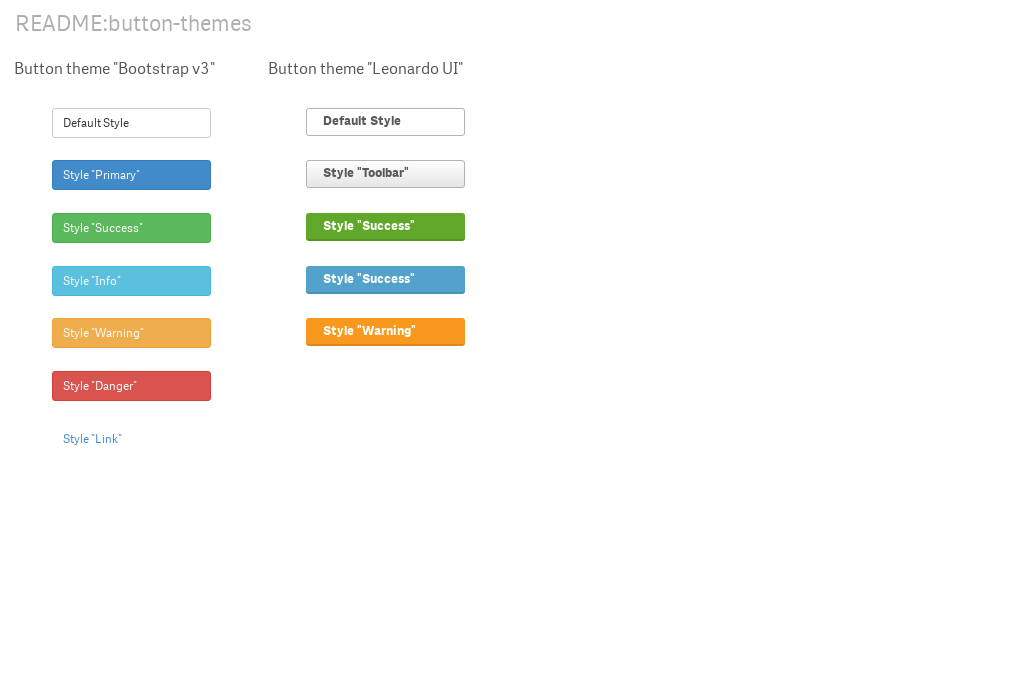 README:button-themes
Button theme "Bootstrap v3"
Default Style
Style "Primary"
Style "Success"
Style "Info"
Style "Warning"
Style "Danger"
Style "Link"
Button theme "Leonardo UI"
Default Style
Style "Toolbar"
Style "Success"
Style "Success"
Style "Warning"